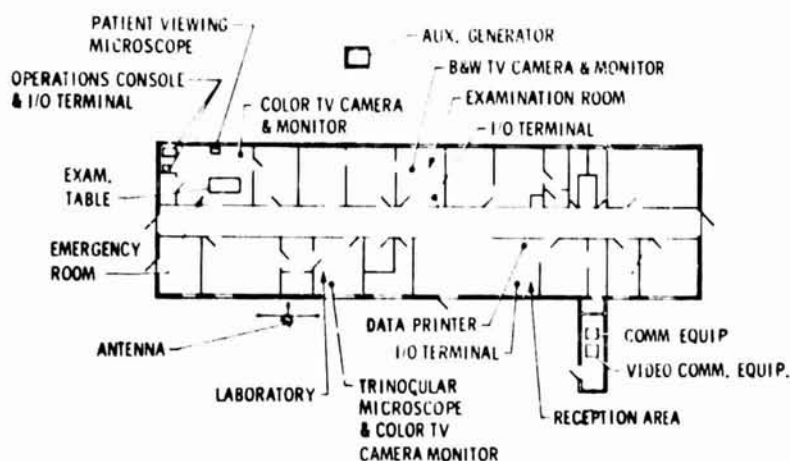 PATIENT VIEWING
MICROSCOPE
AUX. GENERATOR
B&W TV CAMERA & MONITOR
OPERATIONS CONSOLE
& I/O TERMINAL
COLOR TV CAMERA
& MONITOR
EXAMINATION ROOM
I/O TERMINAL
EXAM.
TABLE
EMERGENCY
ROOM
ANTENNA
DATA PRINTER
I/O TERMINAL
COMM EQUIP
VIDEO COMM. EQUIP.
LABORATORY
TRINOCULAR
MICROSCOPE
& COLOR TV
CAMERA MONITOR
RECEPTION AREA